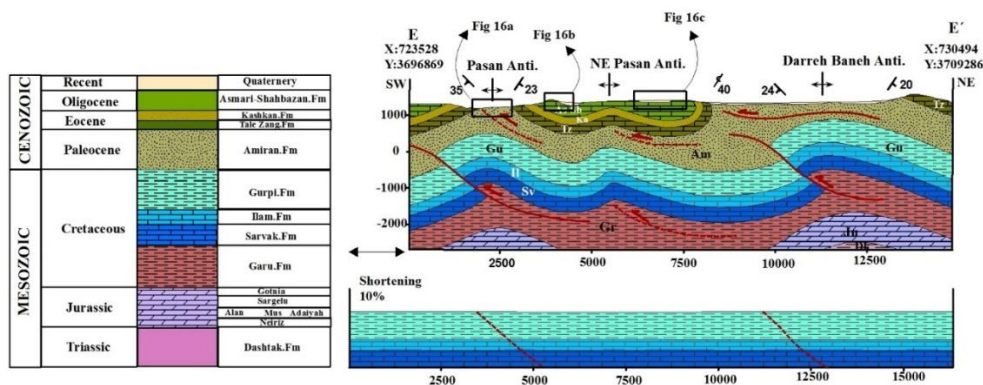 Fig 16a
Fig 16b
Fig 16c
E
X:723528
Y:3696869
E´
X:730494
Y:3709286
SW
Pasan Anti.
NE Pasan Anti.
Darreh Baneh Anti.
NE
35
23
40
24
20
1000
0
-1000
-2000
Tz
Ks
Gu
Am
Gu
Tz
Il
Sv
Gr
Jn
2500
5000
7500
10000
12500
Shortening
10%
2500
5000
7500
10000
12500
15000
CENOZOIC
Recent
Quaternery
Oligocene
Asmari-Shahbazan.Fm
Eocene
Kashkan.Fm
Tale Zang.Fm
Paleocene
Amiran.Fm
MESOZOIC
Cretaceous
Gurpi.Fm
Ilam.Fm
Sarvak.Fm
Garu.Fm
Jurassic
Gotnia
Sargelu
Alan Mus Adaiyah
Neiriz
Triassic
Dashtak.Fm